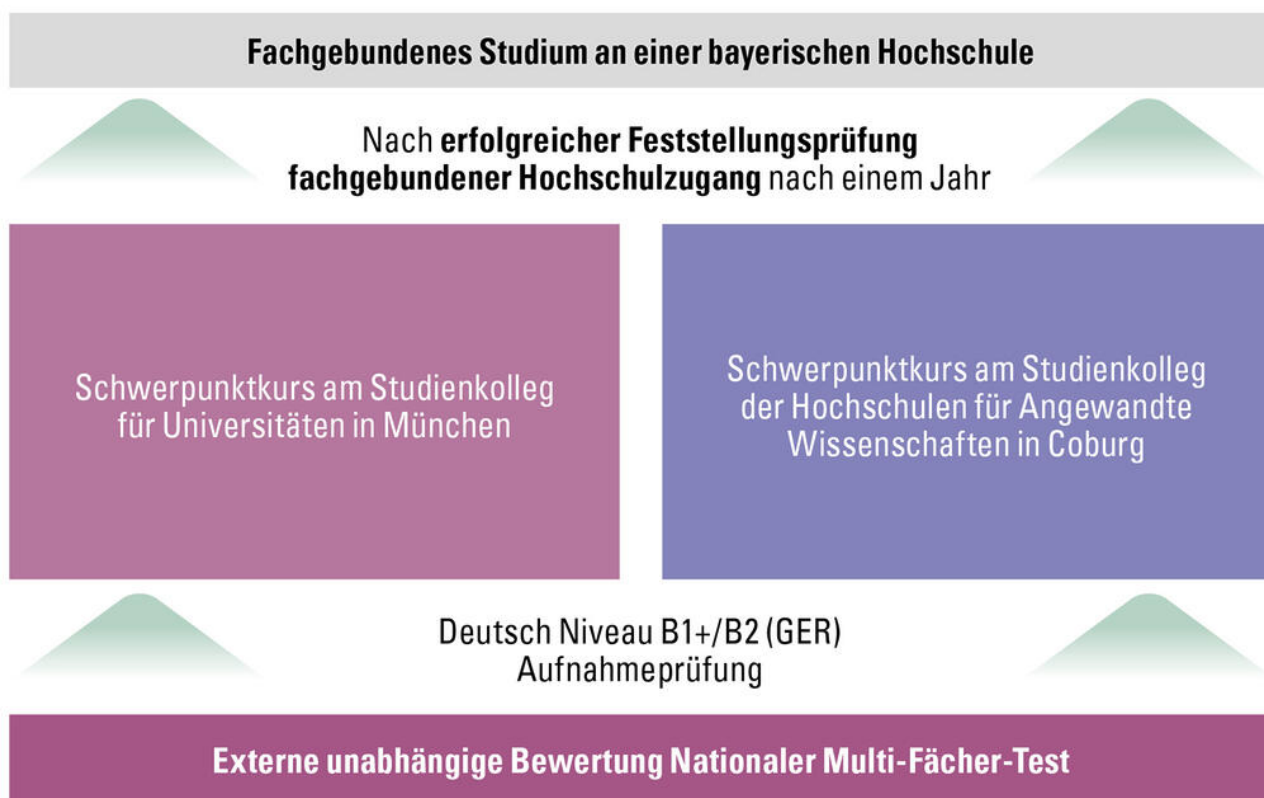 Fachgebundenes Studium an einer bayerischen Hochschule
Nach erfolgreicher Feststellungsprüfung
fachgebundener Hochschulzugang nach einem Jahr
Schwerpunktkurs am Studienkolleg
für Universitäten in München
Schwerpunktkurs am Studienkolleg
der Hochschulen für Angewandte
Wissenschaften in Coburg
Deutsch Niveau B1+/B2 (GER)
Aufnahmeprüfung
Externe unabhängige Bewertung Nationaler Multi-Fächer-Test